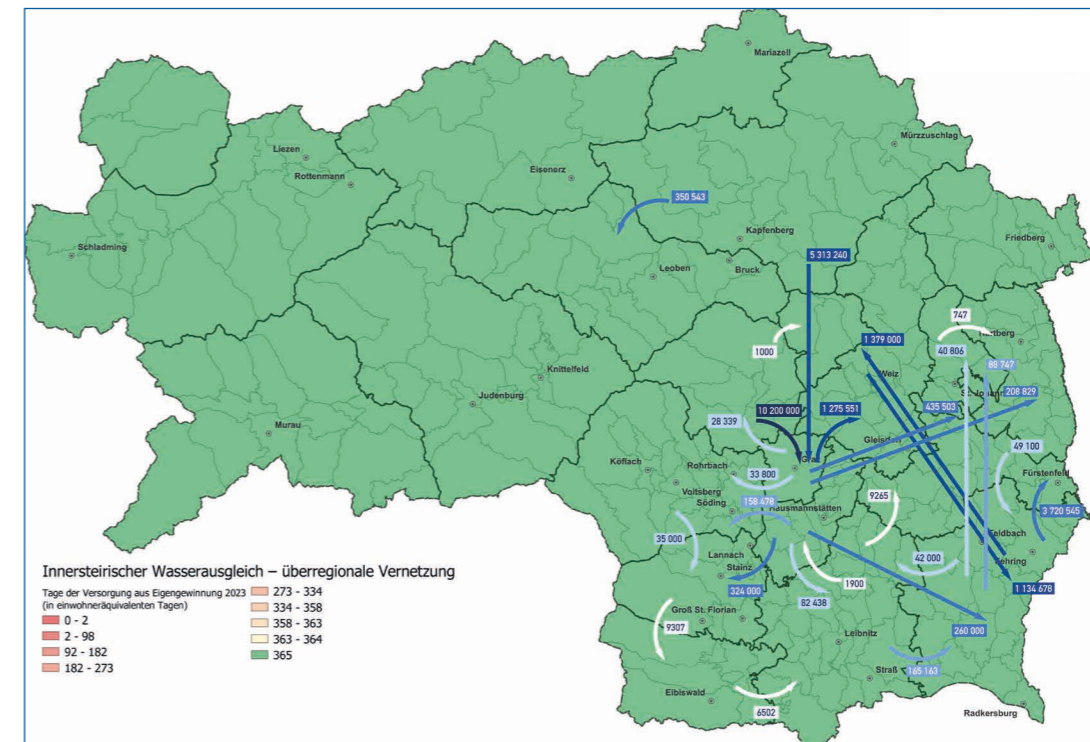 Mariazell
Mürzzuschlag
Liezen
Rottenmann
Eisenerz
350 543
Kapfenberg
Friedberg
Schladming
5 313 240
Bruck
Leoben
747
Hartberg
1 379 000
40 806
1000
88 747
Weiz
Knittelfeld
St. Johann
208 829
Judenburg
435 503
10 200 000
1 275 551
28 339
Murau
Gleisdorf
49 100
Köflach
Rohrbach
Graz
33 800
Fürstenfeld
9265
Voitsberg
158 478
Söding
Hausmannstätten
3 720 545
Feldbach
35 000
Lannach
42 000
Fehring
Innersteirischer Wasserausgleich – überregionale Vernetzung
Stainz
1900
324 000
1 134 678
Tage der Versorgung aus Eigengewinnung 2023
(in einwohneräquivalenten Tagen)
0 - 2
2 - 98
92 - 182
182 - 273
273 - 334
334 - 358
358 - 363
363 - 364
365
82 438
Groß St. Florian
9307
260 000
Leibnitz
165 163
Straß
Eibiswald
6502
Radkersburg